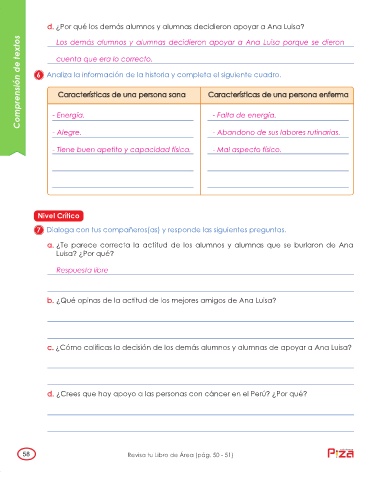 d. ¿Por qué los demás alumnos y alumnas decidieron apoyar a Ana Luisa?
Los demás alumnos y alumnas decidieron apoyar a Ana Luisa porque se dieron
cuenta que era lo correcto.
Comprensión de textos
6 Analiza la información de la historia y completa el siguiente cuadro.
Características de una persona sana
Características de una persona enferma
- Energía.
- Falta de energía.
- Alegre.
- Abandono de sus labores rutinarias.
- Tiene buen apetito y capacidad física.
- Mal aspecto físico.
Nivel Crítico
7 Dialoga con tus compañeros(as) y responde las siguientes preguntas.
a. ¿Te parece correcta la actitud de los alumnos y alumnas que se burlaron de Ana
Luisa? ¿Por qué?
Respuesta libre
b. ¿Qué opinas de la actitud de los mejores amigos de Ana Luisa?
c. ¿Cómo calificas la decisión de los demás alumnos y alumnas de apoyar a Ana Luisa?
d. ¿Crees que hay apoyo a las personas con cáncer en el Perú? ¿Por qué?
58
Revisa tu Libro de Área (pág. 50 - 51)
Piza